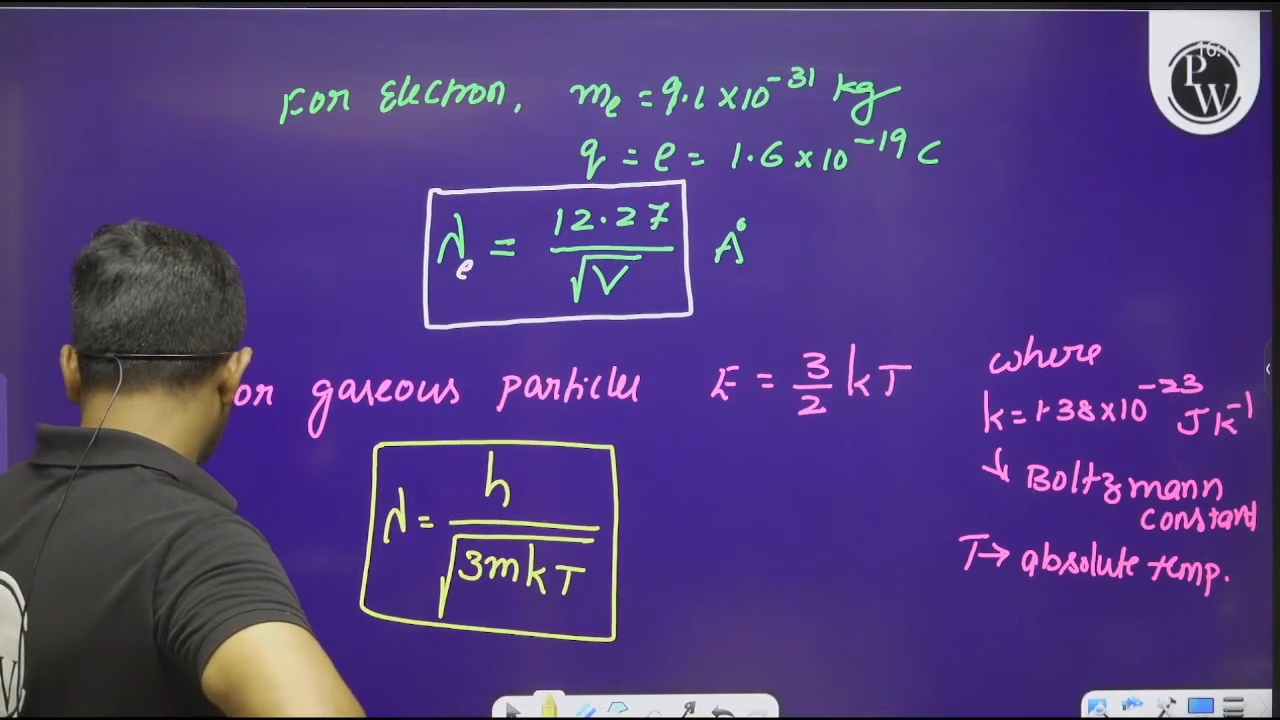 For Electron, mₑ = 9.1 × 10⁻³¹ kg
q = e = 1.6 × 10⁻¹⁹ C
λₑ = 12.27 / √V A°
or gaseous particle E = 3/2 kT
λ = h / √3mkT
where
k = 1.38 × 10⁻²³ J k⁻¹
↳ Boltzmann
constant
T → absolute temp.
16:
PW
W